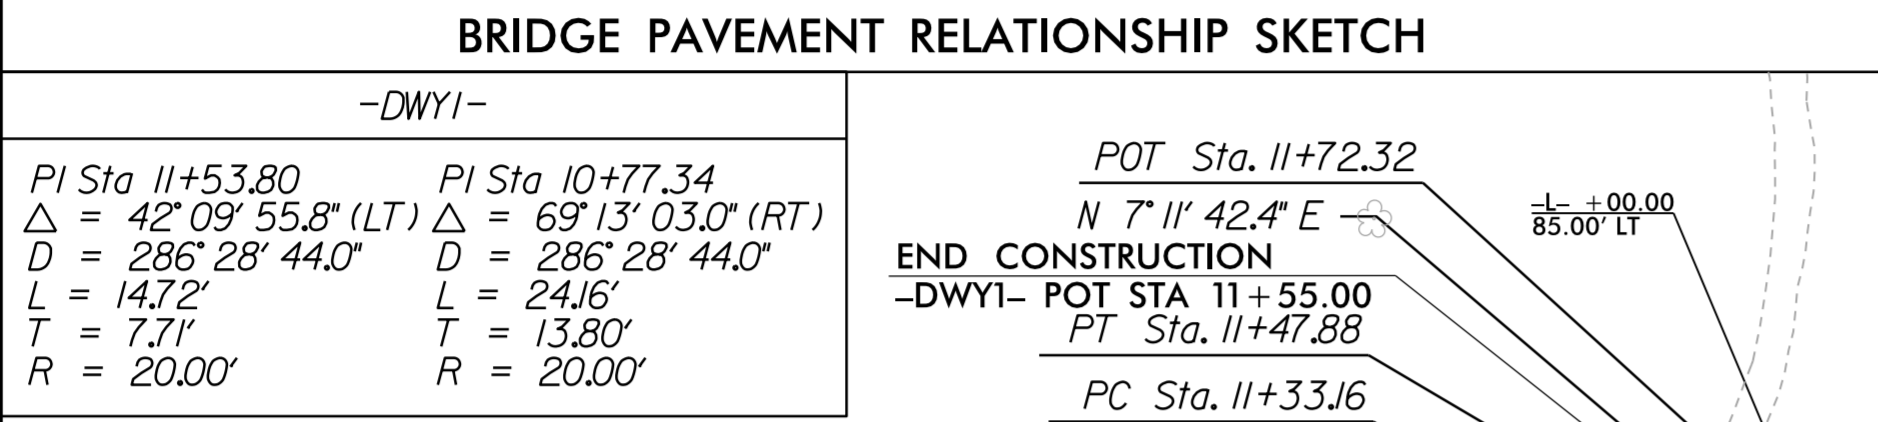 BRIDGE PAVEMENT RELATIONSHIP SKETCH
-DWY1-
PI Sta 11+53.80
△ = 42° 09' 55.8" (LT)
D = 286° 28' 44.0"
L = 14.72'
T = 7.71'
R = 20.00'
PI Sta 10+77.34
△ = 69° 13' 03.0" (RT)
D = 286° 28' 44.0"
L = 24.16'
T = 13.80'
R = 20.00'
POT Sta. 11+72.32
N 7° 11' 42.4" E
END CONSTRUCTION
-DWY1- POT STA 11+55.00
PT Sta. 11+47.88
PC Sta. 11+33.16
-L- +00.00
85.00' LT